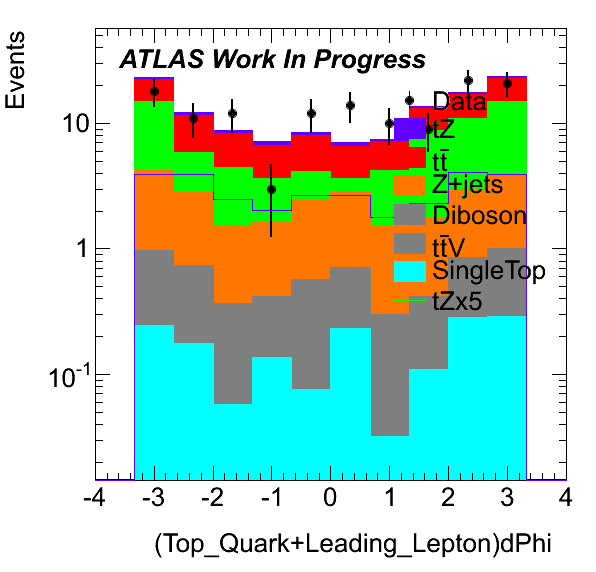 Events
ATLAS Work In Progress
10
1
10-1
Data
tZ
tt̄
Z+jets
Diboson
tt̄V
SingleTop
tZx5
-4 -3 -2 -1 0 1 2 3 4
(Top_Quark+Leading_Lepton)dPhi